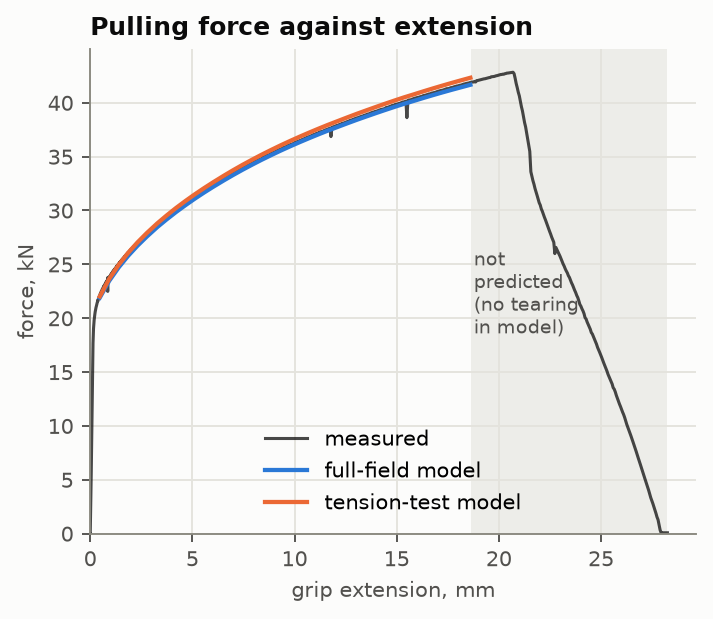 Pulling force against extension
force, kN
40
35
30
25
20
15
10
5
0
not
predicted
(no tearing
in model)
measured
full-field model
tension-test model
0 5 10 15 20 25
grip extension, mm